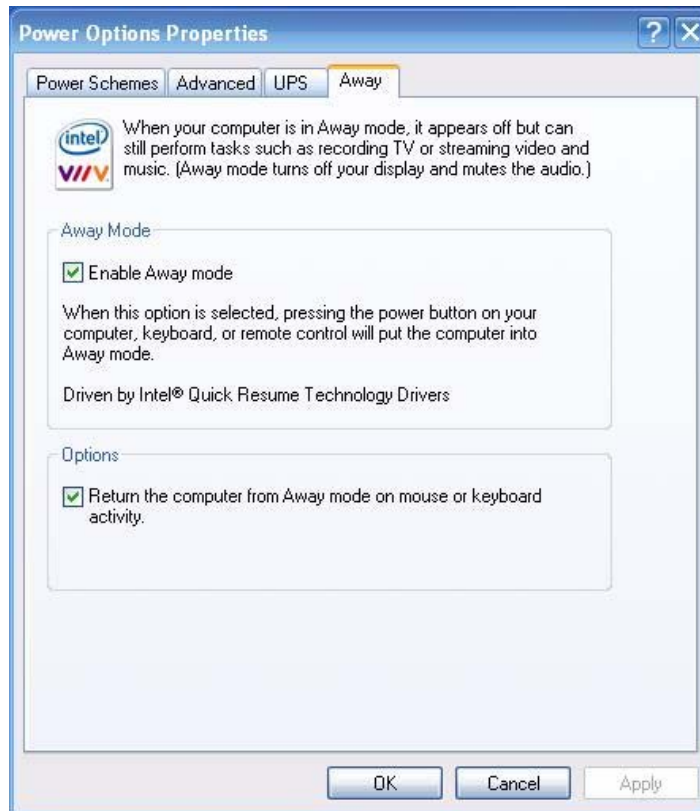 Power Options Properties
Power Schemes Advanced UPS Away
intel
VIIV
When your computer is in Away mode, it appears off but can
still perform tasks such as recording TV or streaming video and
music. (Away mode turns off your display and mutes the audio.)
Away Mode
Enable Away mode
When this option is selected, pressing the power button on your
computer, keyboard, or remote control will put the computer into
Away mode.
Driven by Intel® Quick Resume Technology Drivers
Options
Return the computer from Away mode on mouse or keyboard
activity.
OK Cancel Apply